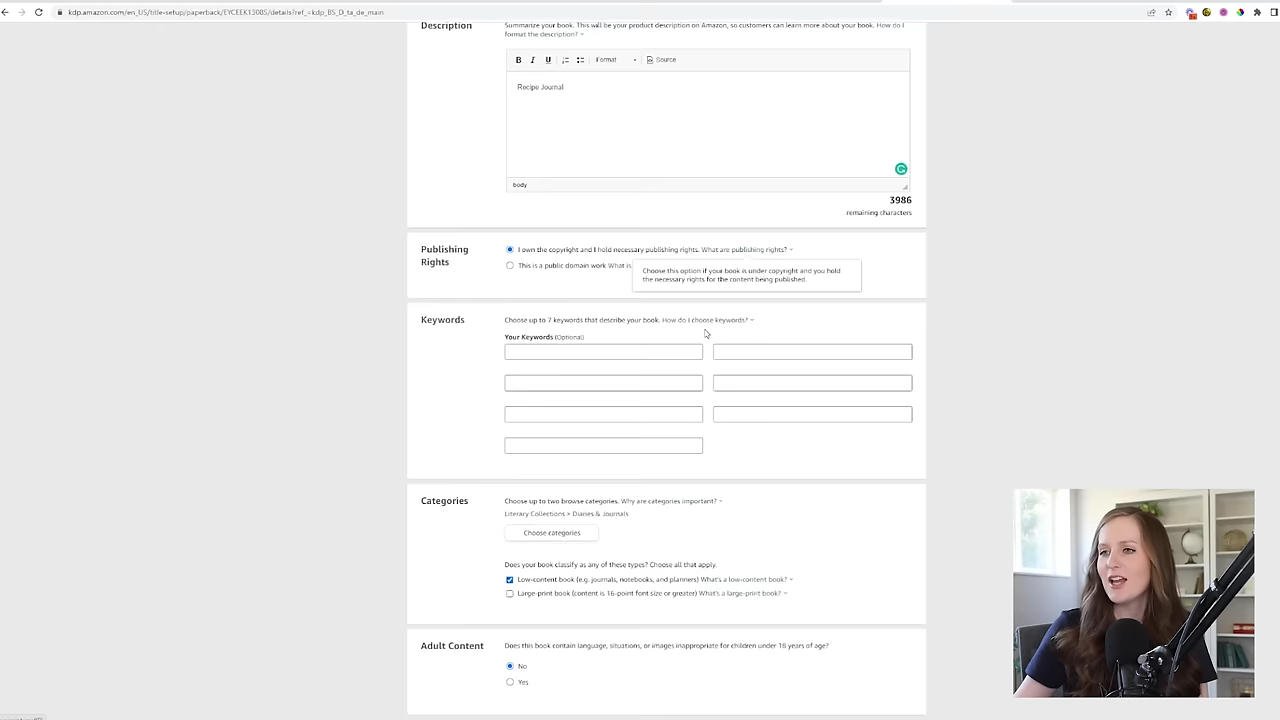 kdp.amazon.com/en_US/title-setup/paperback/EYCEEK1308S/details?ref_=kdp_BS_D_ta_de_main
Description
Summarize your book. This will be your product description on Amazon, so customers can learn more about your book. How do I
format the description?
B I U Format Source
Recipe Journal
body
3986
remaining characters
Publishing
Rights
I own the copyright and I hold necessary publishing rights. What are publishing rights?
This is a public domain work What is
Choose this option if your book is under copyright and you hold
the necessary rights for the content being published.
Keywords
Choose up to 7 keywords that describe your book. How do I choose keywords?
Your Keywords (Optional)
Categories
Choose up to two browse categories. Why are categories important?
Literary Collections > Diaries & Journals
Choose categories
Does your book classify as any of these types? Choose all that apply.
Low-content book (e.g. journals, notebooks, and planners) What's a low-content book?
Large-print book (content is 16-point font size or greater) What's a large-print book?
Adult Content
Does this book contain language, situations, or images inappropriate for children under 18 years of age?
No
Yes